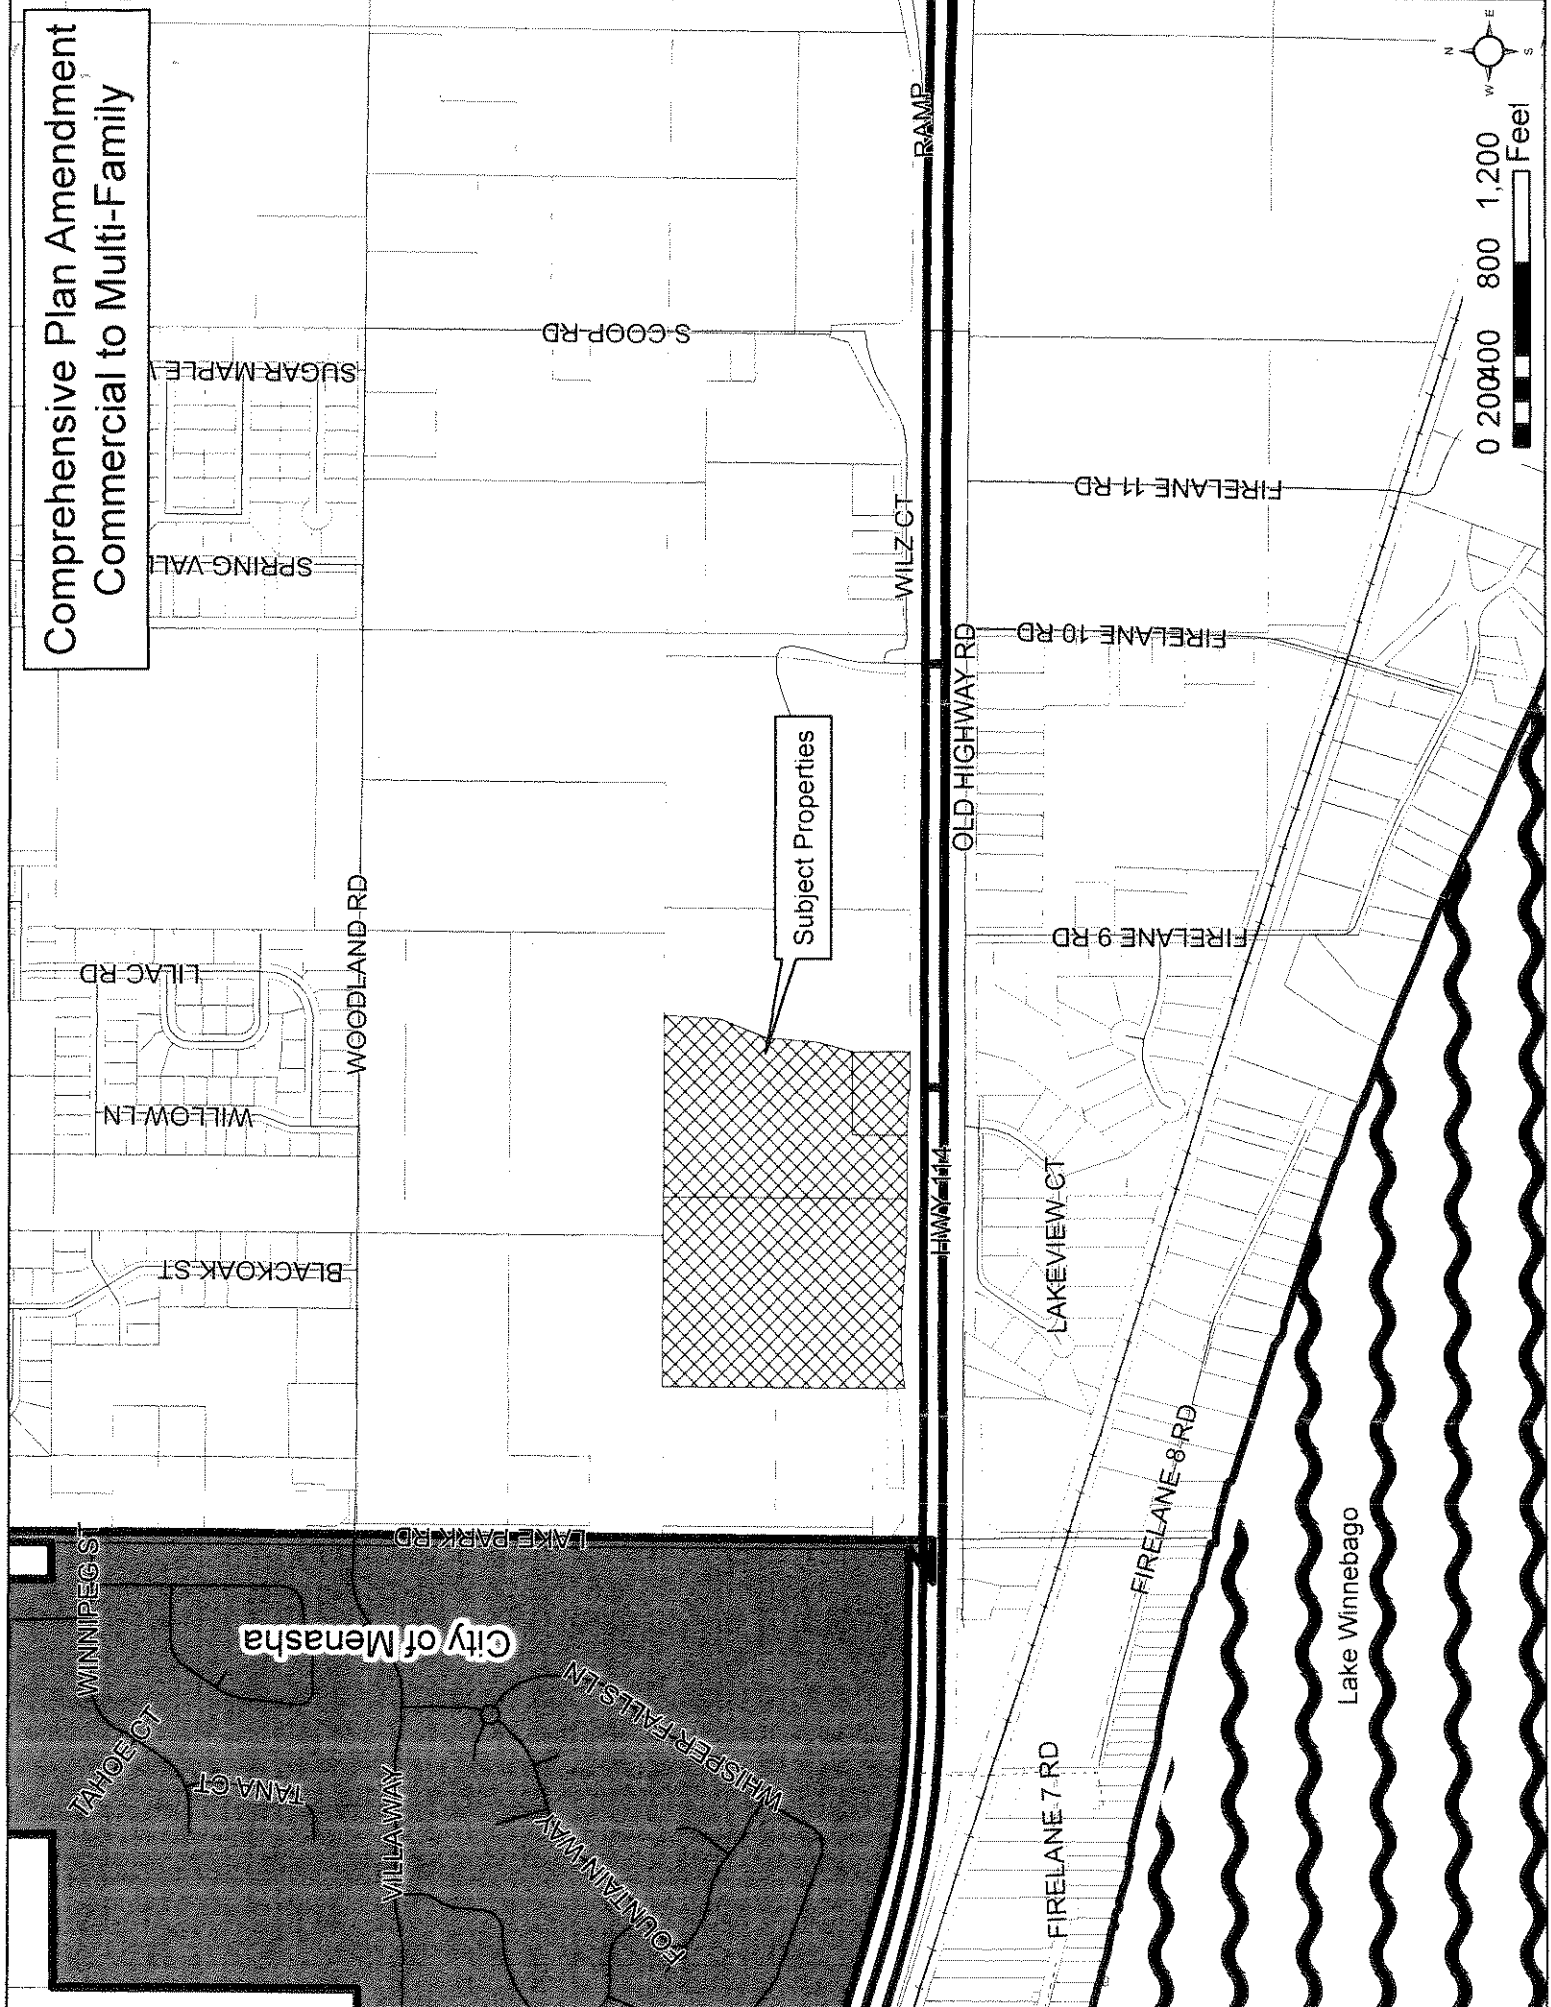 Comprehensive Plan Amendment
Commercial to Multi-Family
WINNIPEG ST
TAHOE CT
TANA CT
City of Menasha
VILLA WAY
WHISPER FALLS LN
FOUNTAIN WAY
LAKE PARK RD
BLACKOAK ST
WILLOW LN
LILAC RD
WOODLAND RD
SPRING VALL
SUGAR MAPLE
S COOP RD
Subject Properties
WILZ CT
RAMP
HWY 114
OLD HIGHWAY RD
LAKEVIEW CT
FIRELANE 7 RD
FIRELANE 8 RD
FIRELANE 9 RD
FIRELANE 10 RD
FIRELANE 11 RD
Lake Winnebago
0 200400 800 1,200
Feet
N
W E
S